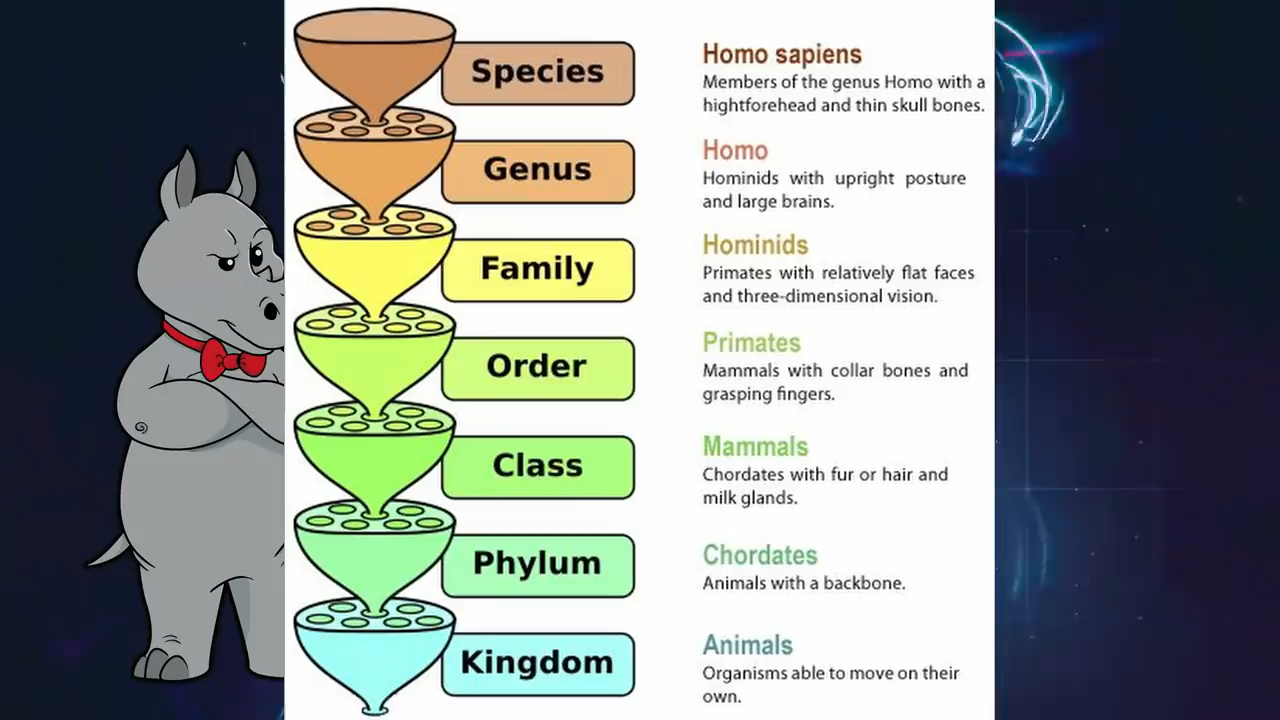 Species
Homo sapiens
Members of the genus Homo with a
hightforehead and thin skull bones.
Genus
Homo
Hominids with upright posture
and large brains.
Family
Hominids
Primates with relatively flat faces
and three-dimensional vision.
Order
Primates
Mammals with collar bones and
grasping fingers.
Class
Mammals
Chordates with fur or hair and
milk glands.
Phylum
Chordates
Animals with a backbone.
Kingdom
Animals
Organisms able to move on their
own.